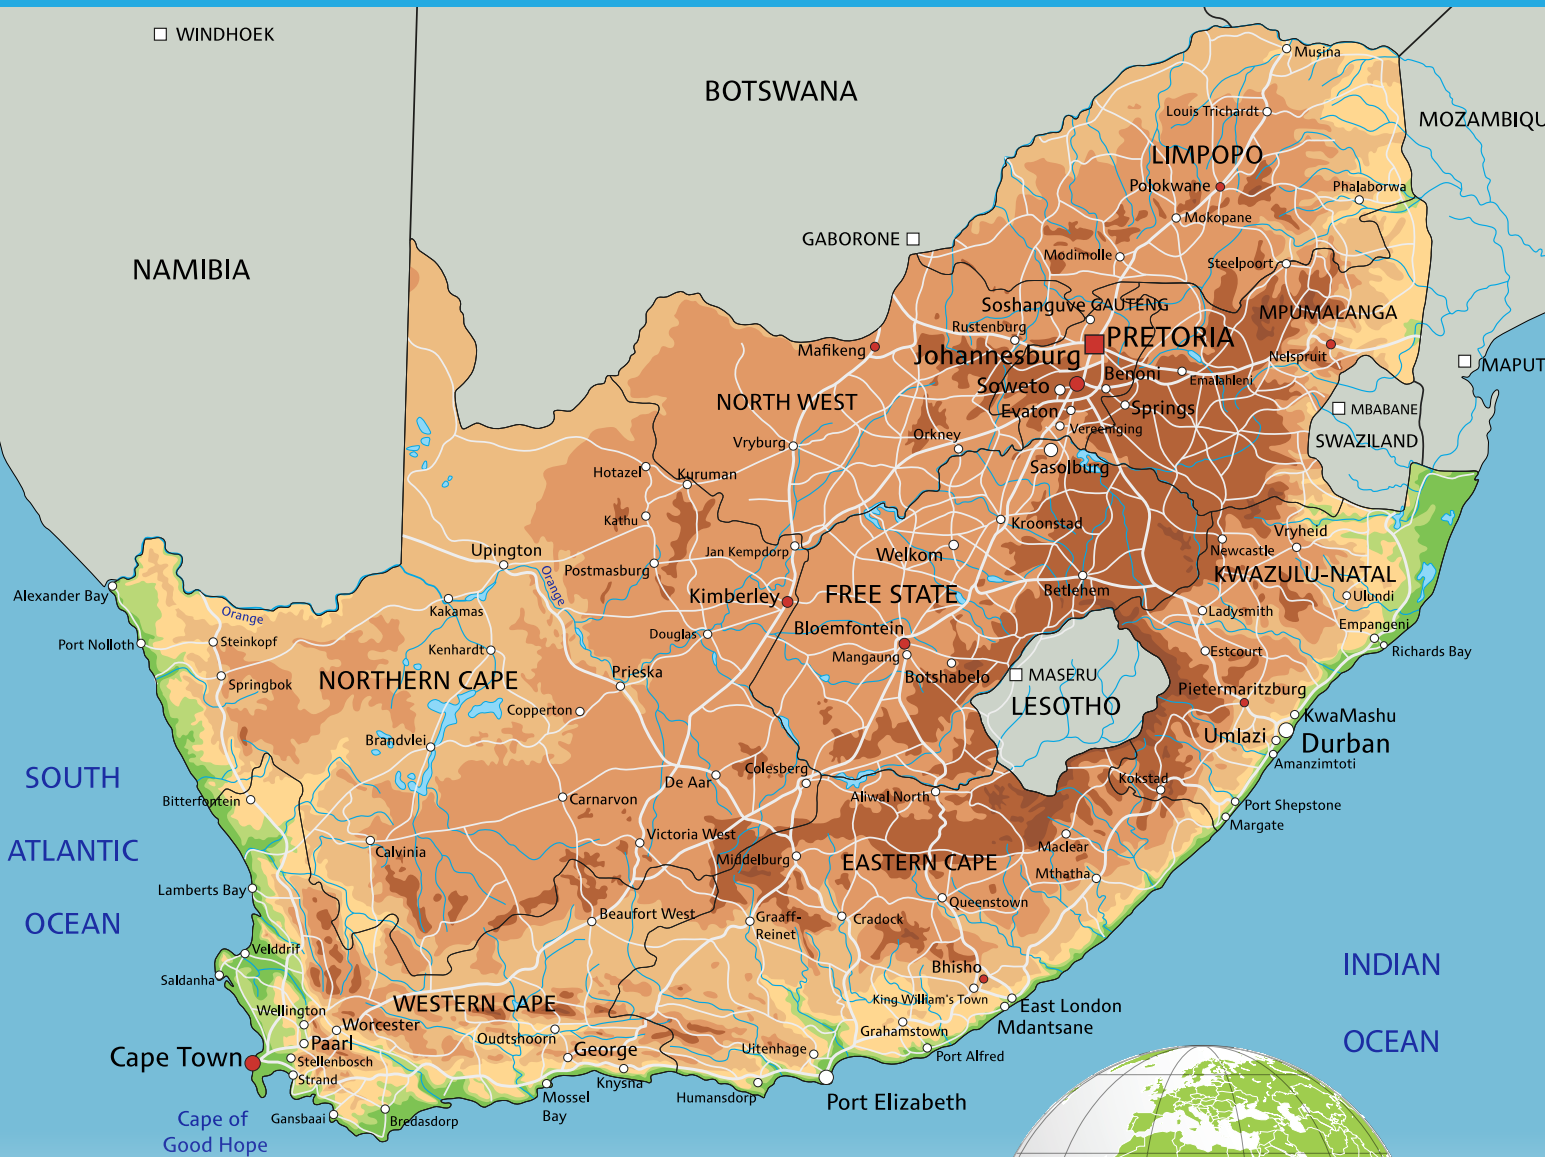 WINDHOEK
BOTSWANA
NAMIBIA
GABORONE
MOZAMBIQU
MAPUT
MBABANE
SWAZILAND
MASERU
LESOTHO
Musina
Louis Trichardt
LIMPOPO
Polokwane
Phalaborwa
Mokopane
Modimolle
Steelpoort
Soshanguve
GAUTENG
MPUMALANGA
Rustenburg
PRETORIA
Mafikeng
Johannesburg
Nelspruit
Soweto
Benoni
Emalahleni
NORTH WEST
Evaton
Springs
Vereeniging
Vryburg
Orkney
Sasolburg
Hotazel
Kuruman
Kathu
Kroonstad
Vryheid
Newcastle
Jan Kempdorp
Welkom
Upington
Postmasburg
Orange
KWAZULU-NATAL
Betlehem
Ulundi
Kimberley
FREE STATE
Alexander Bay
Kakamas
Orange
Ladysmith
Empangeni
Bloemfontein
Douglas
Port Nolloth
Steinkopf
Kenhardt
Mangaung
Estcourt
Richards Bay
Botshabelo
Prieska
NORTHERN CAPE
Springbok
Pietermaritzburg
Copperton
KwaMashu
Umlazi
Durban
Brandvlei
Amanzimtoti
De Aar
Colesberg
Kokstad
SOUTH
ATLANTIC
OCEAN
Bitterfontein
Carnarvon
Aliwal North
Port Shepstone
Margate
Victoria West
Calvinia
Maclear
Middelburg
EASTERN CAPE
Mthatha
Lamberts Bay
Queenstown
Beaufort West
Graaff-
Reinet
Cradock
Velddrif
Saldanha
Bhisho
INDIAN
OCEAN
WESTERN CAPE
King William's Town
East London
Mdantsane
Wellington
Worcester
Grahamstown
Oudtshoorn
Paarl
George
Uitenhage
Port Alfred
Cape Town
Stellenbosch
Strand
Knysna
Humansdorp
Mossel
Bay
Port Elizabeth
Gansbaai
Bredasdorp
Cape of
Good Hope